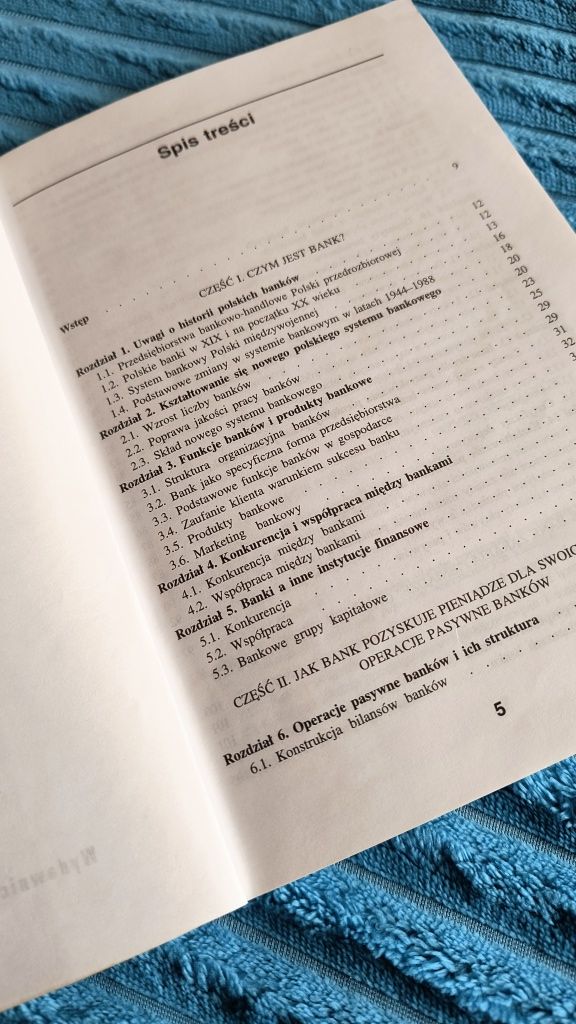 Spis treści
Wstęp . . . . . . . . . . . . . . . . 9
CZĘŚĆ I. CZYM JEST BANK?
Rozdział 1. Uwagi o historii polskich banków . . . . . . 12
1.1. Przedsiębiorstwa bankowo-handlowe Polski przedrozbiorowej . . 12
1.2. Polskie banki w XIX i na początku XX wieku . . . . . 13
1.3. System bankowy Polski międzywojennej . . . . . . 16
1.4. Podstawowe zmiany w systemie bankowym w latach 1944–1988 . . 18
Rozdział 2. Kształtowanie się nowego polskiego systemu bankowego . . 20
2.1. Wzrost liczby banków . . . . . . . . 20
2.2. Poprawa jakości pracy banków . . . . . . . 23
2.3. Skład nowego systemu bankowego . . . . . . 25
Rozdział 3. Funkcje banków i produkty bankowe . . . . . 29
3.1. Struktura organizacyjna banków . . . . . . 29
3.2. Bank jako specyficzna forma przedsiębiorstwa . . . . 31
3.3. Podstawowe funkcje banków w gospodarce . . . . . 32
3.4. Zaufanie klienta warunkiem sukcesu banku . . . . .
3.5. Produkty bankowe . . . . . . . .
3.6. Marketing bankowy . . . . . . . .
Rozdział 4. Konkurencja i współpraca między bankami . . . .
4.1. Konkurencja między bankami . . . . . . .
4.2. Współpraca między bankami . . . . . . .
Rozdział 5. Banki a inne instytucje finansowe . . . . .
5.1. Konkurencja . . . . . . . . .
5.2. Współpraca . . . . . . . . .
5.3. Bankowe grupy kapitałowe . . . . . . .
CZĘŚĆ II. JAK BANK POZYSKUJE PIENIĄDZE DLA SWOIC
OPERACJE PASYWNE BANKÓW
Rozdział 6. Operacje pasywne banków i ich struktura . . .
6.1. Konstrukcja bilansów banków . . . . .
5